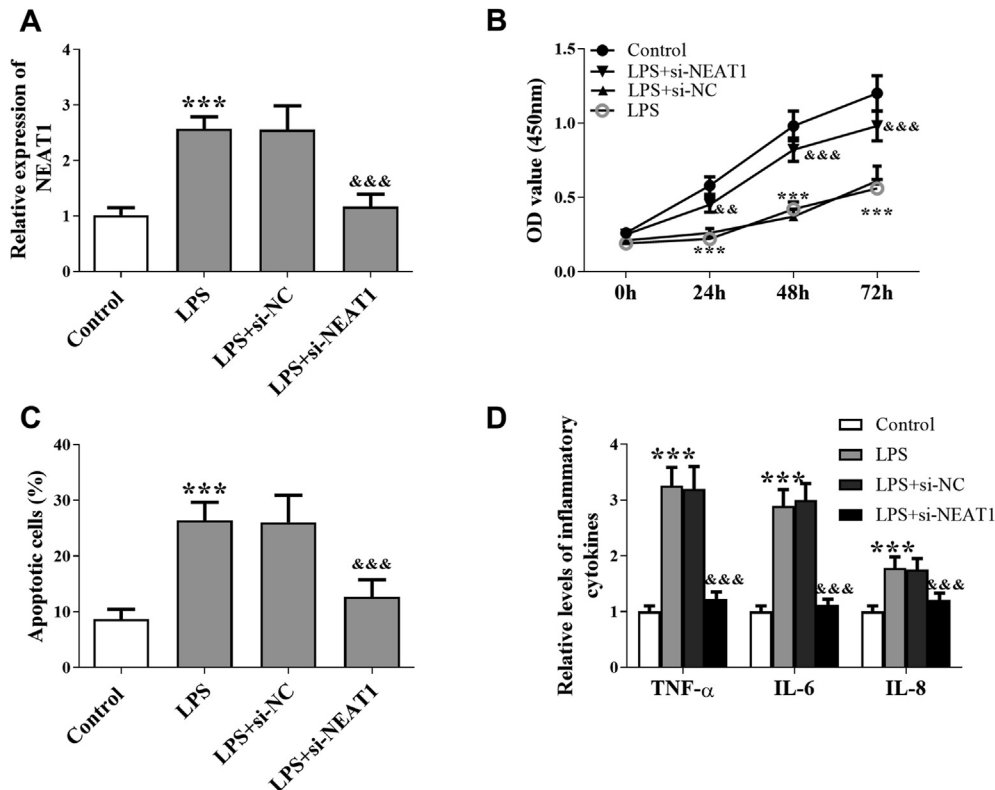 A
Relative expression of
NEAT1
4
3
2
1
0
***
&&&
Control
LPS
LPS+si-NC
LPS+si-NEAT1
B
OD value (450nm)
1.5
1.0
0.5
0.0
Control
LPS+si-NEAT1
LPS+si-NC
LPS
&&
&&&
&&&
***
***
***
0h
24h
48h
72h
C
Apoptotic cells (%)
40
30
20
10
0
***
&&&
Control
LPS
LPS+si-NC
LPS+si-NEAT1
D
Relative levels of inflammatory
cytokines
4
3
2
1
0
Control
LPS
LPS+si-NC
LPS+si-NEAT1
***
&&&
***
&&&
***
&&&
TNF-α
IL-6
IL-8